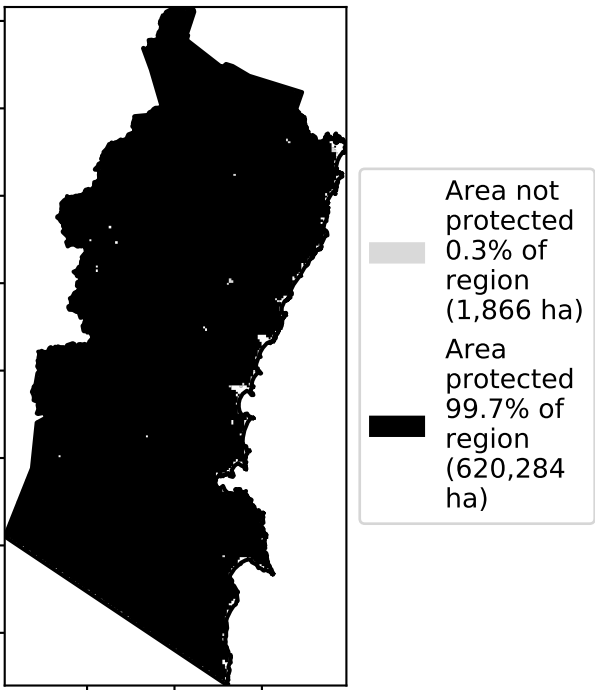 Area not
protected
0.3% of
region
(1,866 ha)
Area
protected
99.7% of
region
(620,284
ha)